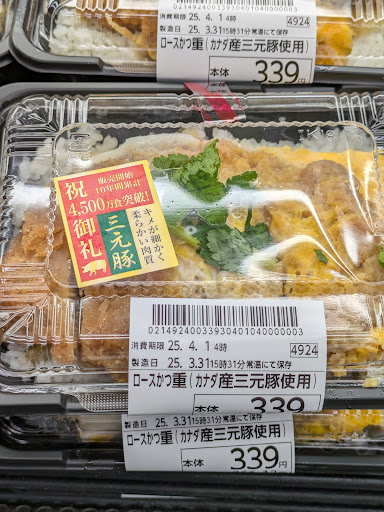 0214924003393040104000003
消費期限 25. 4. 1 4時
4924
製造日 25. 3.31 15時31分常温にて保存
ロースかつ重(カナダ産三元豚使用)
本体 339円
祝
販売開始
10年間累計
4,500万食突破!
御礼
三元豚
キメが細かく
柔らかい肉質
0214924003393040104000003
消費期限 25. 4. 1 4時
4924
製造日 25. 3.31 15時31分常温にて保存
ロースかつ重(カナダ産三元豚使用)
339
製造日 25. 3.31 15時31分常温にて保存
ロースかつ重(カナダ産三元豚使用)
本体 339円